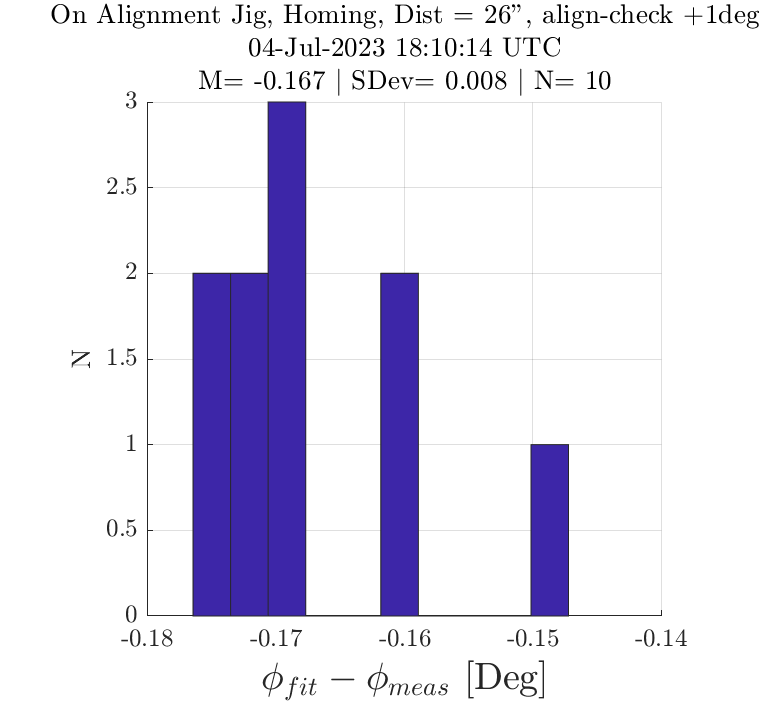 On Alignment Jig, Homing, Dist = 26”, align-check +1deg
04-Jul-2023 18:10:14 UTC
M= -0.167 | SDev= 0.008 | N= 10
3
2.5
2
1.5
1
0.5
0
N
-0.18 -0.17 -0.16 -0.15 -0.14
ϕ_fit − ϕ_meas [Deg]